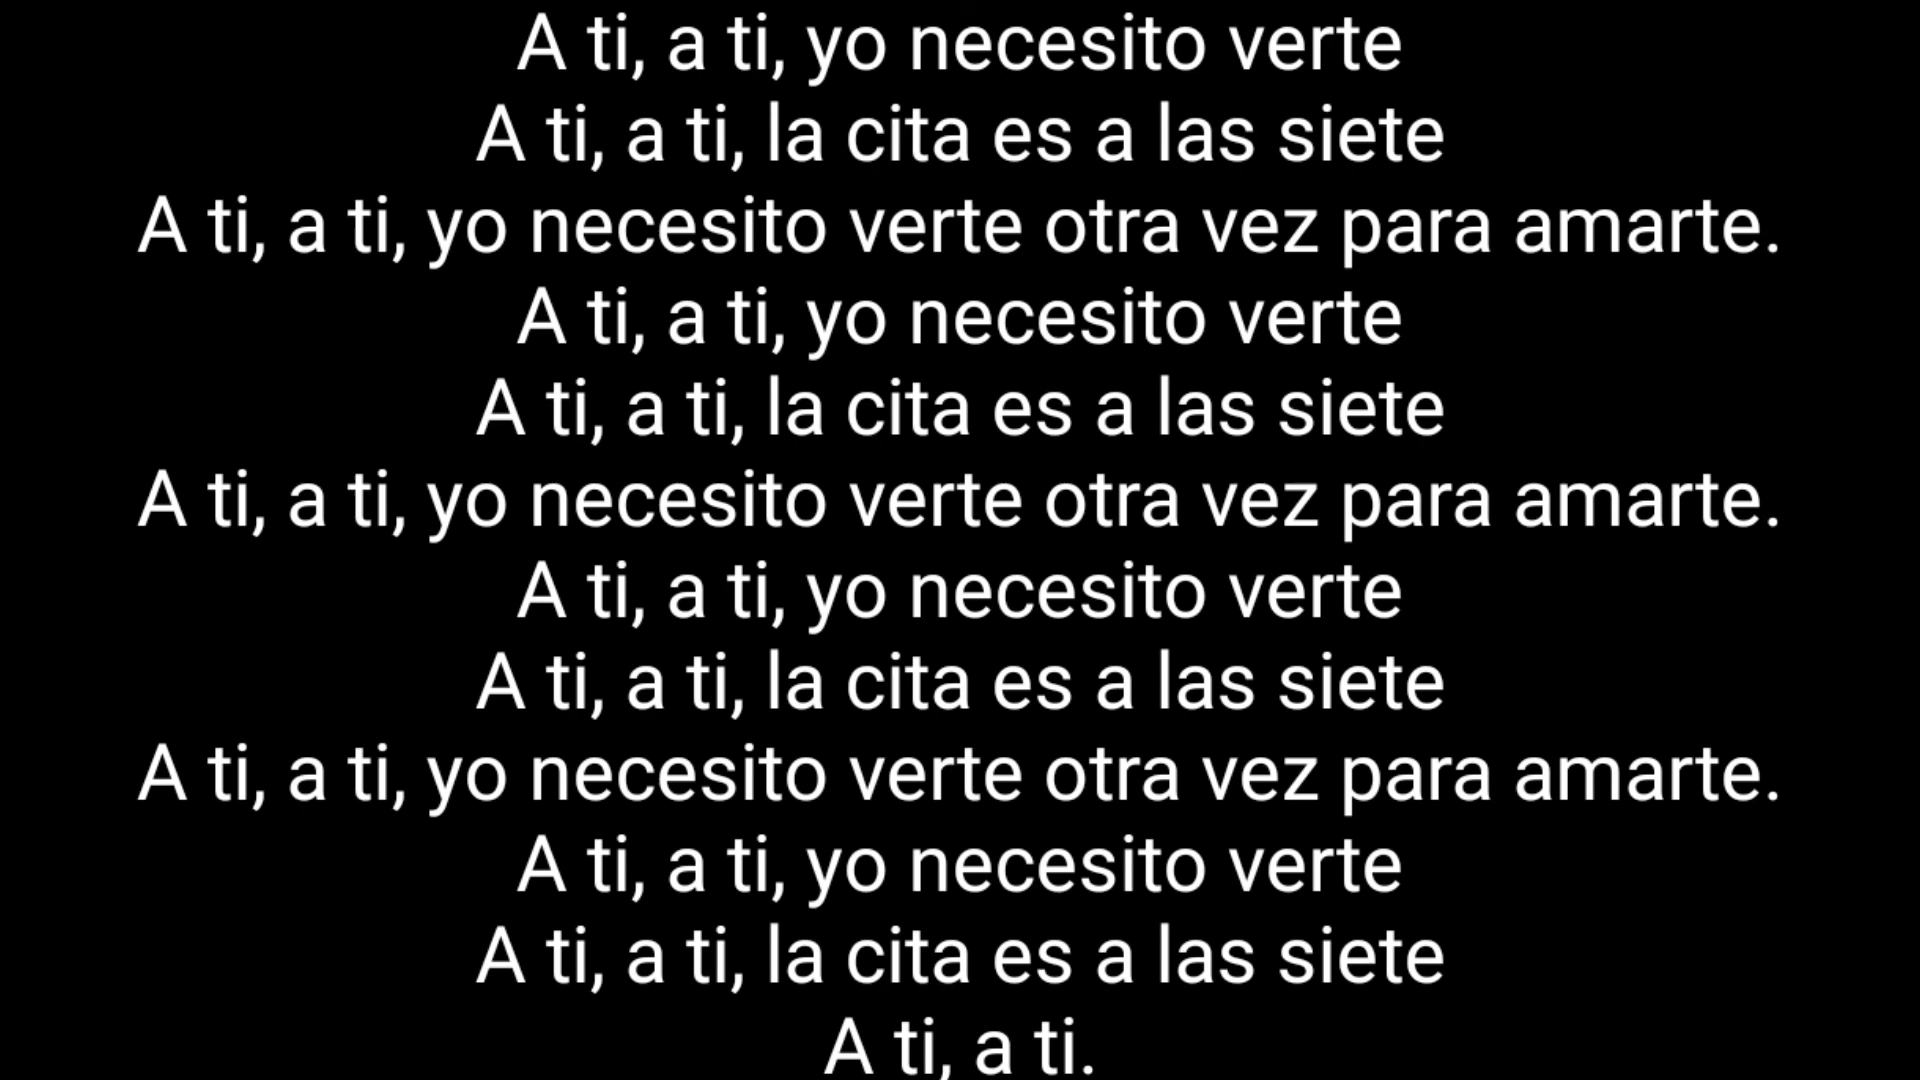 A ti, a ti, yo necesito verte
A ti, a ti, la cita es a las siete
A ti, a ti, yo necesito verte otra vez para amarte.
A ti, a ti, yo necesito verte
A ti, a ti, la cita es a las siete
A ti, a ti, yo necesito verte otra vez para amarte.
A ti, a ti, yo necesito verte
A ti, a ti, la cita es a las siete
A ti, a ti, yo necesito verte otra vez para amarte.
A ti, a ti, yo necesito verte
A ti, a ti, la cita es a las siete
A ti, a ti.